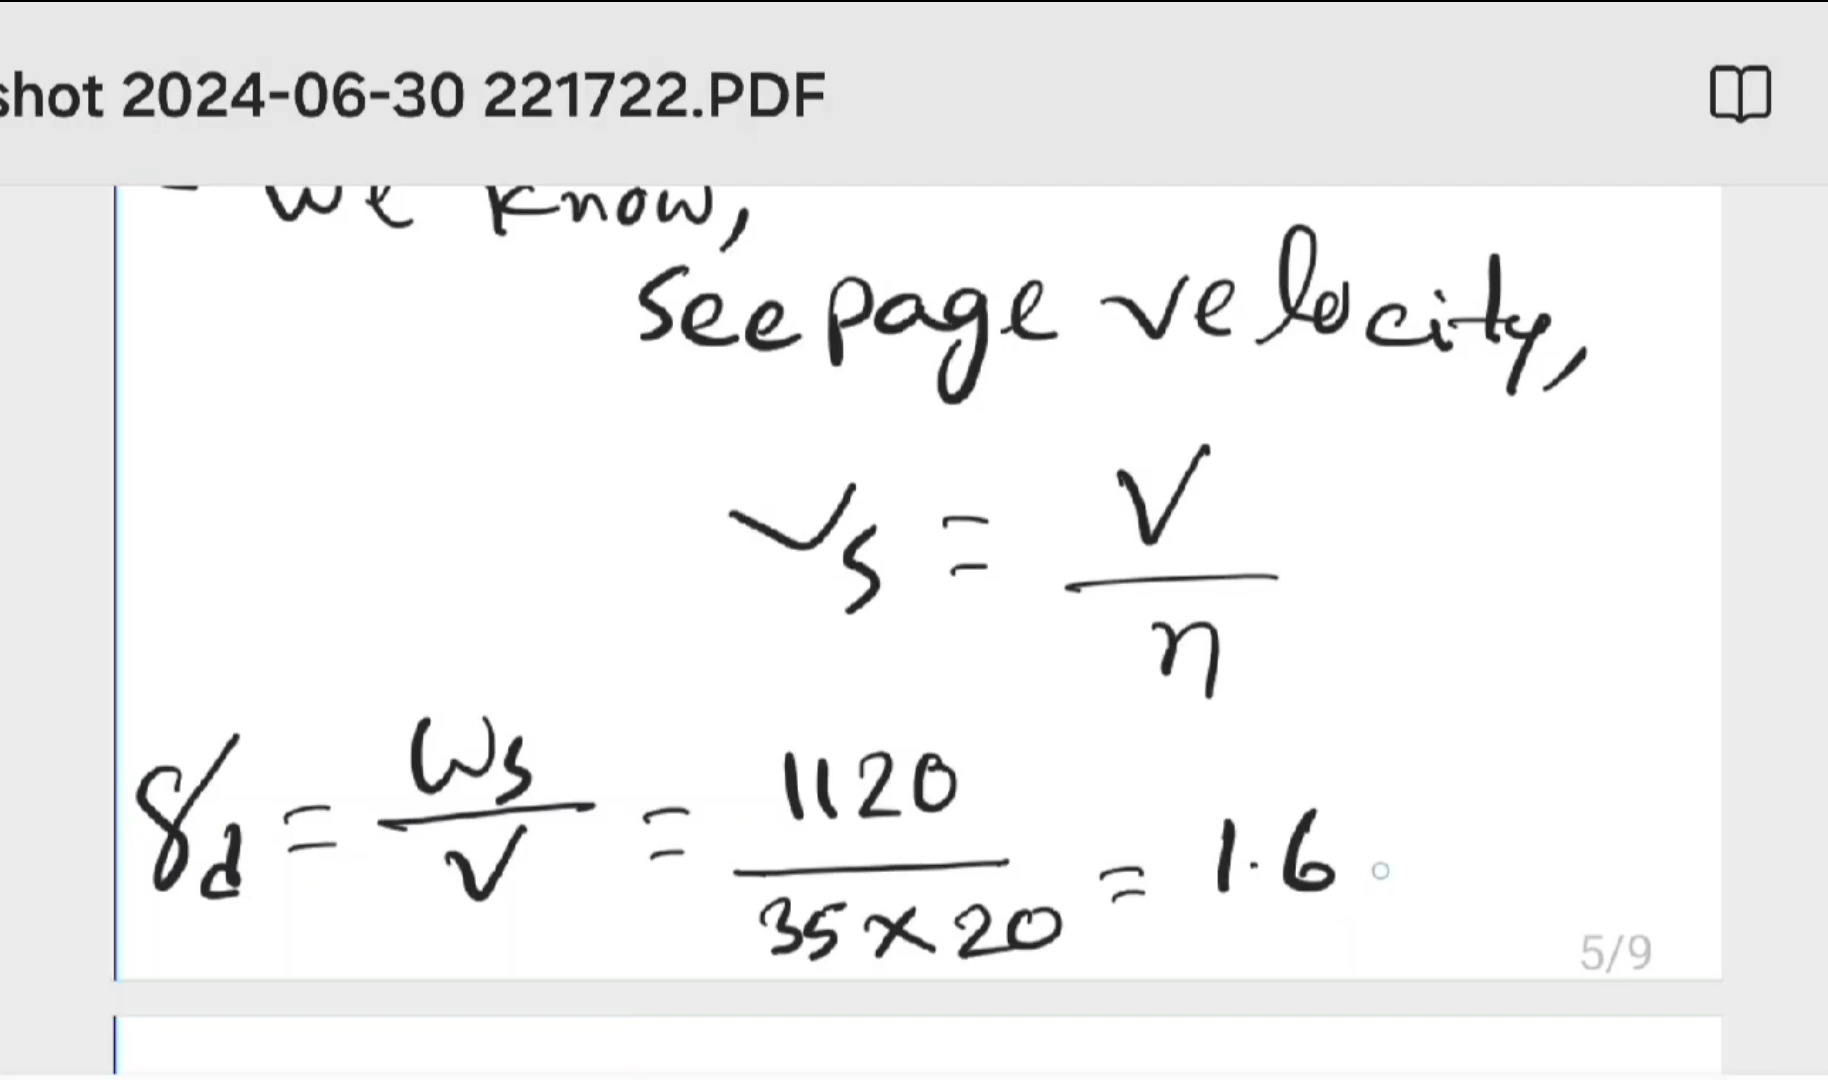 shot 2024-06-30 221722.PDF
- we know,
seepage velocity,
vs = V/n
γd = Ws/V = 1120/(35×20) = 1.6
5/9